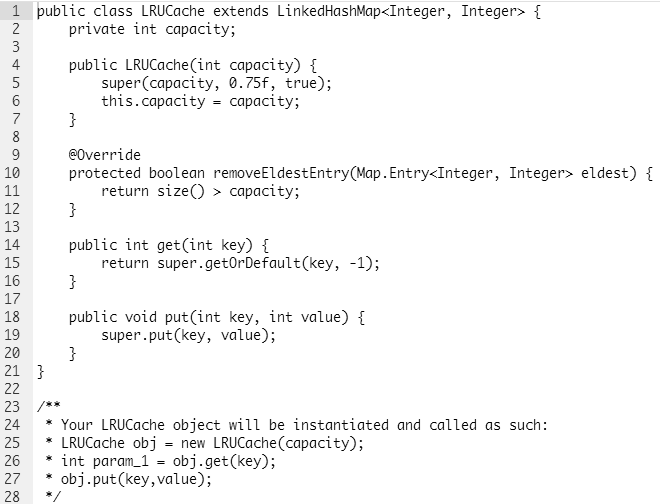 1 public class LRUCache extends LinkedHashMap<Integer, Integer> {
2     private int capacity;
3
4     public LRUCache(int capacity) {
5         super(capacity, 0.75f, true);
6         this.capacity = capacity;
7     }
8
9     @Override
10     protected boolean removeEldestEntry(Map.Entry<Integer, Integer> eldest) {
11         return size() > capacity;
12     }
13
14     public int get(int key) {
15         return super.getOrDefault(key, -1);
16     }
17
18     public void put(int key, int value) {
19         super.put(key, value);
20     }
21 }
22
23 /**
24  * Your LRUCache object will be instantiated and called as such:
25  * LRUCache obj = new LRUCache(capacity);
26  * int param_1 = obj.get(key);
27  * obj.put(key,value);
28  */